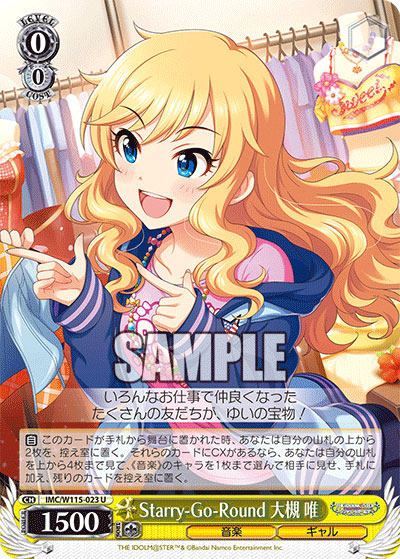 LEVEL
0
0
COST
Sweet
SAMPLE
いろんなお仕事で仲良くなった
たくさんの友だちが、ゆいの宝物！
自 このカードが手札から舞台に置かれた時、あなたは自分の山札の上から
2枚を、控え室に置く。それらのカードにCXがあるなら、あなたは自分の山札の
上から4枚まで見て、《音楽》のキャラを1枚まで選んで相手に見せ、手札に
加え、残りのカードを控え室に置く。
CH IMC/W115-023 U
1500
Starry-Go-Round 大槻 唯
音楽 ギャル
THE IDOLM@STER™& ©Bandai Namco Entertainment Inc.